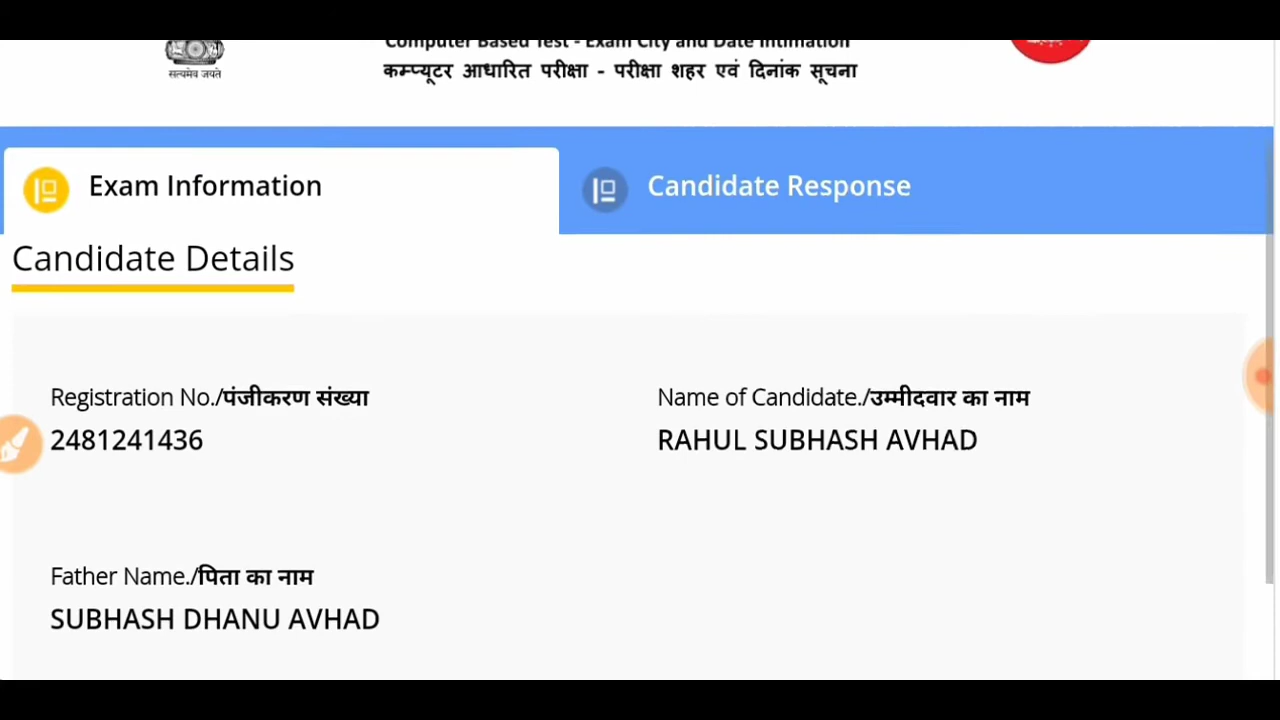 Computer Based Test - Exam City and Date Intimation
सत्यमेव जयते
कम्प्यूटर आधारित परीक्षा - परीक्षा शहर एवं दिनांक सूचना
Exam Information
Candidate Response
Candidate Details
Registration No./पंजीकरण संख्या
Name of Candidate./उम्मीदवार का नाम
2481241436
RAHUL SUBHASH AVHAD
Father Name./पिता का नाम
SUBHASH DHANU AVHAD